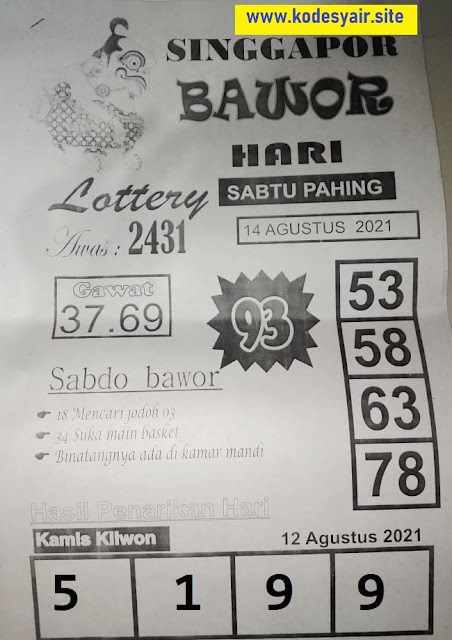 www.kodesyair.site
SINGGAPOR
BAWOR
HARI
Lottery
SABTU PAHING
Awas : 2431
14 AGUSTUS 2021
Gawat
37.69
93
53
58
63
78
Sabdo bawor
18 Mencari jodoh 03
34 Suka main basket
Binatangnya ada di kamar mandi
Hasil Penarikan Hari
Kamis Kliwon
12 Agustus 2021
5 1 9 9